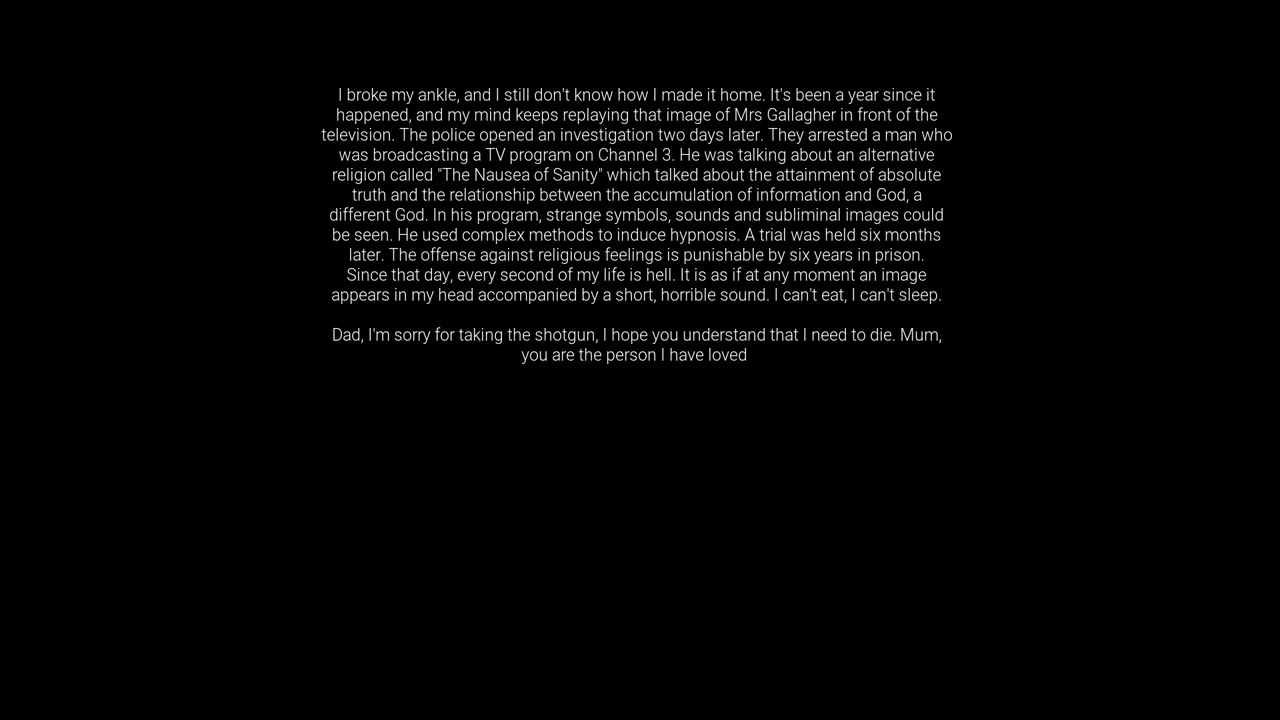 I broke my ankle, and I still don't know how I made it home. It's been a year since it
happened, and my mind keeps replaying that image of Mrs Gallagher in front of the
television. The police opened an investigation two days later. They arrested a man who
was broadcasting a TV program on Channel 3. He was talking about an alternative
religion called "The Nausea of Sanity" which talked about the attainment of absolute
truth and the relationship between the accumulation of information and God, a
different God. In his program, strange symbols, sounds and subliminal images could
be seen. He used complex methods to induce hypnosis. A trial was held six months
later. The offense against religious feelings is punishable by six years in prison.
Since that day, every second of my life is hell. It is as if at any moment an image
appears in my head accompanied by a short, horrible sound. I can't eat, I can't sleep.
Dad, I'm sorry for taking the shotgun, I hope you understand that I need to die. Mum,
you are the person I have loved